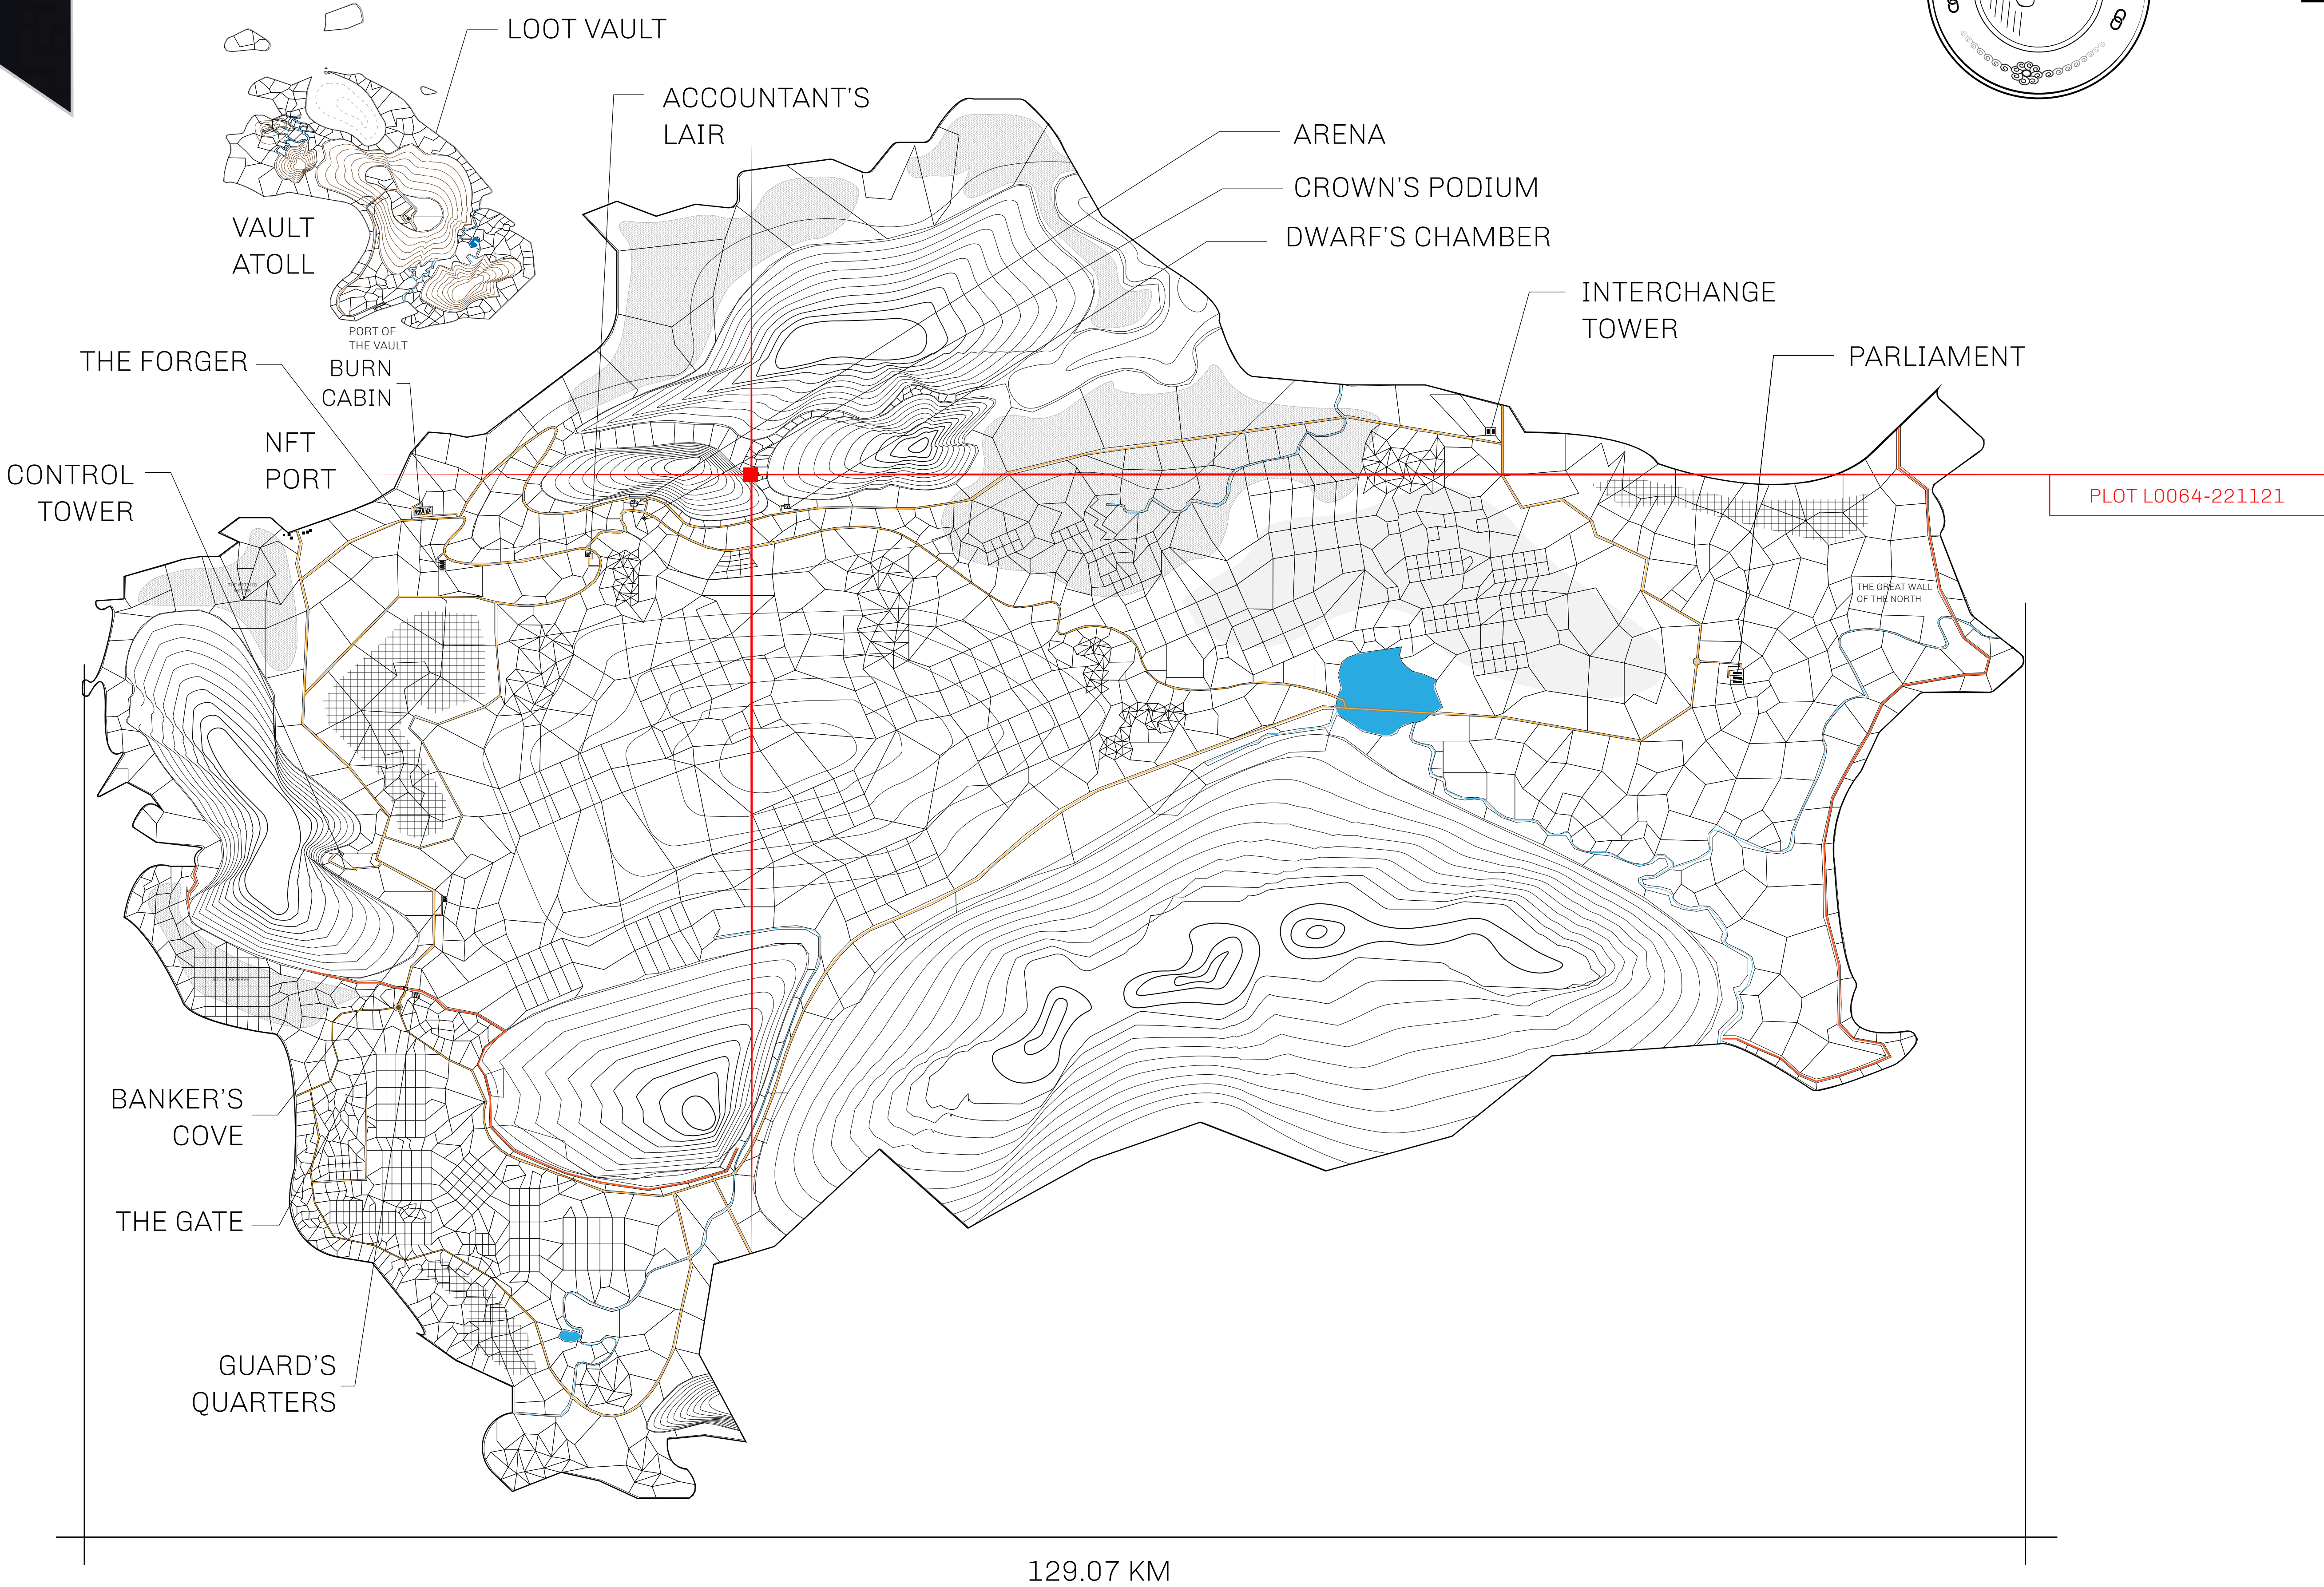 LOOT VAULT
ACCOUNTANT'S
LAIR
ARENA
CROWN'S PODIUM
DWARF'S CHAMBER
VAULT
ATOLL
INTERCHANGE
TOWER
PORT OF
THE VAULT
PARLIAMENT
THE FORGER
BURN
CABIN
NFT
PORT
CONTROL
TOWER
PLOT L0064-221121
THE GREAT WALL
OF THE NORTH
SOUTH RESERVE
BANKER'S
COVE
THE GATE
GUARD'S
QUARTERS
129.07 KM